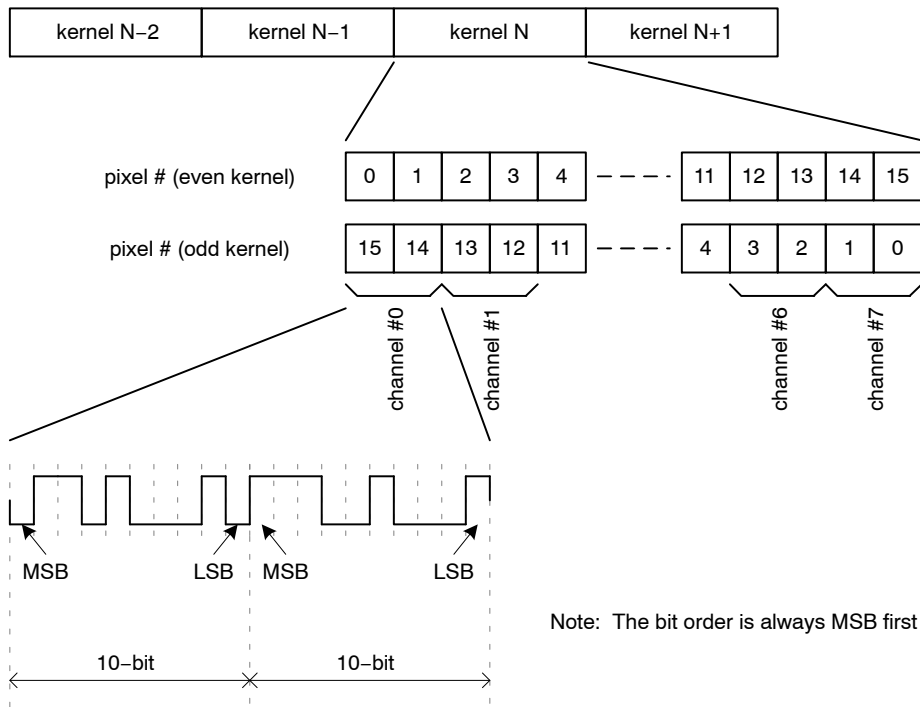 kernel N−2 kernel N−1 kernel N kernel N+1
pixel # (even kernel) 0 1 2 3 4 11 12 13 14 15
pixel # (odd kernel) 15 14 13 12 11 4 3 2 1 0
channel #0 channel #1 channel #6 channel #7
MSB LSB MSB LSB
Note: The bit order is always MSB first
10−bit 10−bit